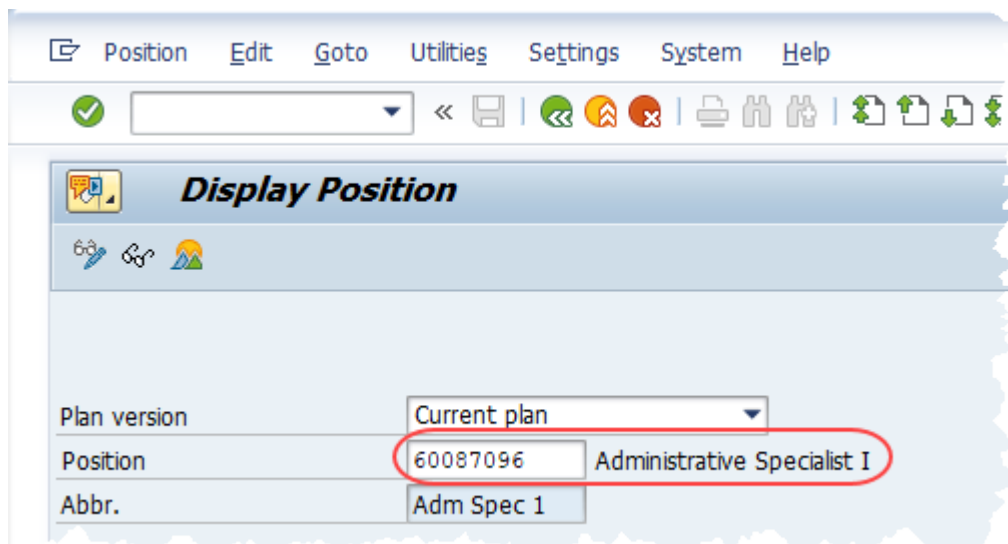 Position Edit Goto Utilities Settings System Help
Display Position
Plan version Current plan
Position 60087096 Administrative Specialist I
Abbr. Adm Spec 1